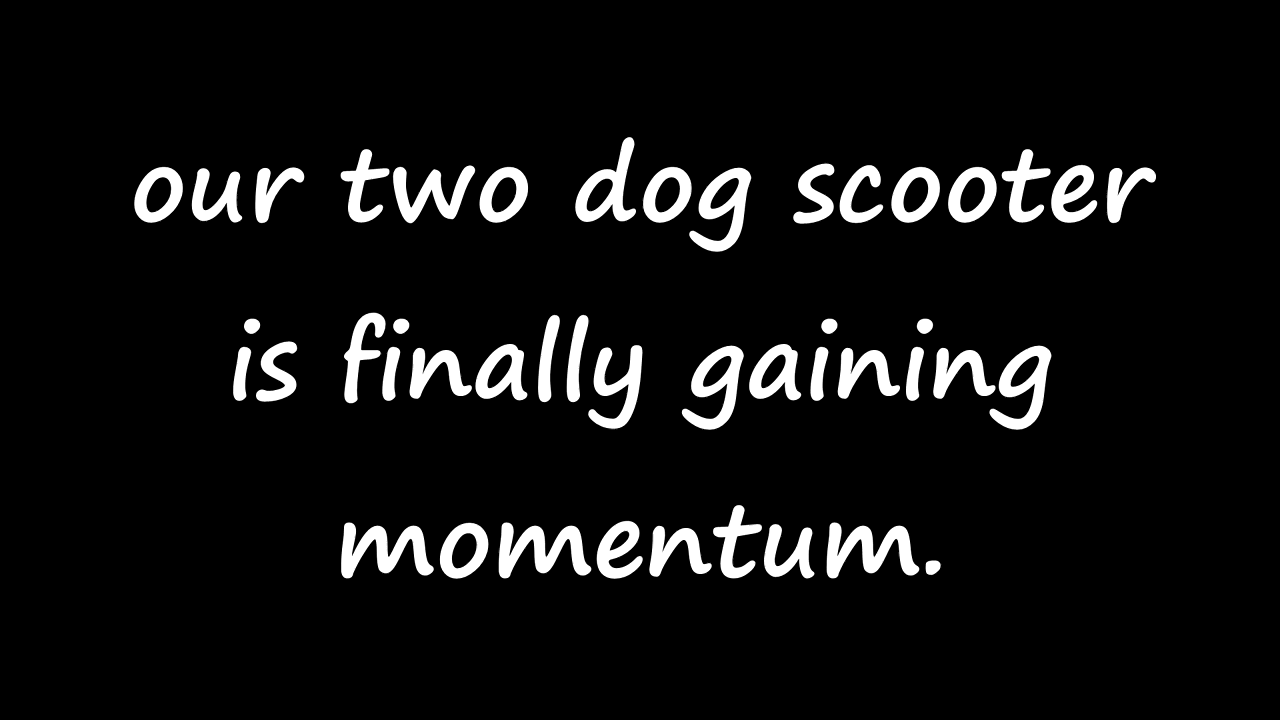 our two dog scooter
is finally gaining
momentum.